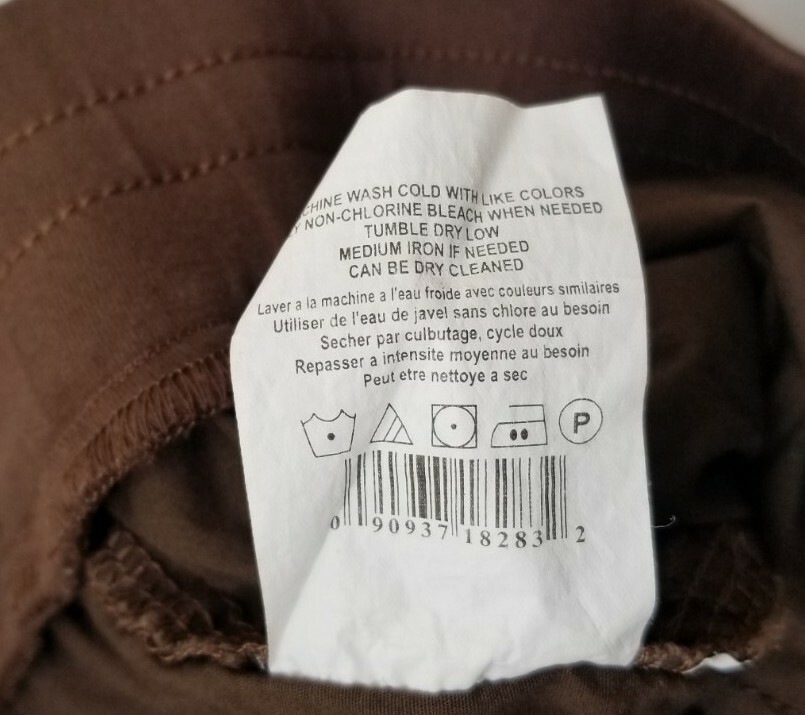 CHINE WASH COLD WITH LIKE COLORS
Y NON-CHLORINE BLEACH WHEN NEEDED
TUMBLE DRY LOW
MEDIUM IRON IF NEEDED
CAN BE DRY CLEANED
Laver a la machine a l'eau froide avec couleurs similaires
Utiliser de l'eau de javel sans chlore au besoin
Secher par culbutage, cycle doux
Repasser a intensite moyenne au besoin
Peut etre nettoye a sec
P
0 90937 18283 2